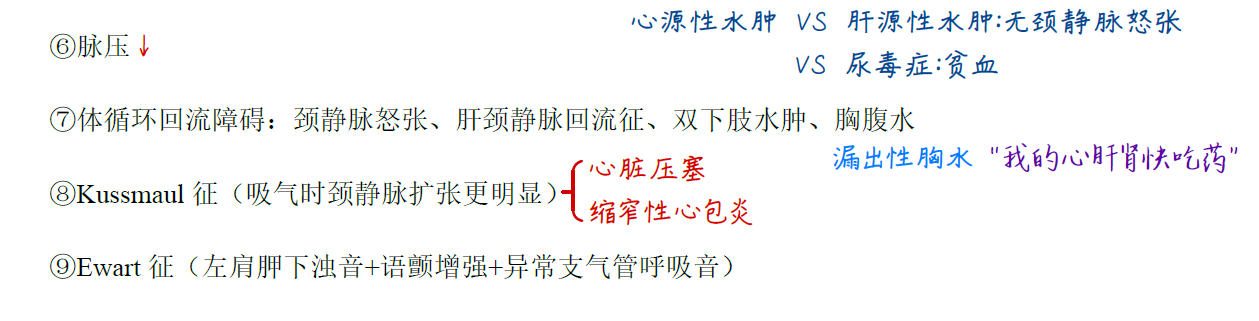 心源性水肿 VS 肝源性水肿:无颈静脉怒张
⑥脉压↓
VS 尿毒症:贫血
⑦体循环回流障碍：颈静脉怒张、肝颈静脉回流征、双下肢水肿、胸腹水
漏出性胸水 "我的心肝肾快吃药"
心脏压塞
⑧Kussmaul 征（吸气时颈静脉扩张更明显）
缩窄性心包炎
⑨Ewart 征（左肩胛下浊音+语颤增强+异常支气管呼吸音）